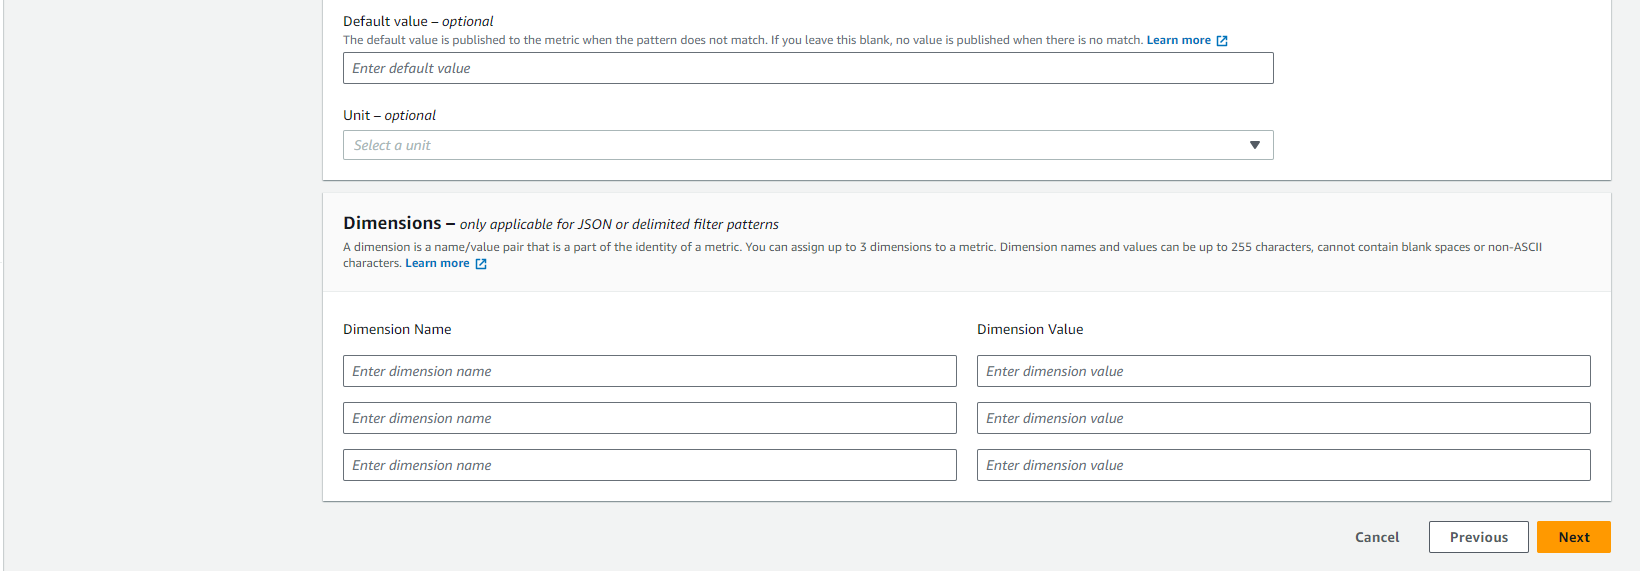 Default value – optional
The default value is published to the metric when the pattern does not match. If you leave this blank, no value is published when there is no match. Learn more
Enter default value
Unit – optional
Select a unit
Dimensions – only applicable for JSON or delimited filter patterns
A dimension is a name/value pair that is a part of the identity of a metric. You can assign up to 3 dimensions to a metric. Dimension names and values can be up to 255 characters, cannot contain blank spaces or non-ASCII
characters. Learn more
Dimension Name Dimension Value
Enter dimension name Enter dimension value
Enter dimension name Enter dimension value
Enter dimension name Enter dimension value
Cancel Previous Next